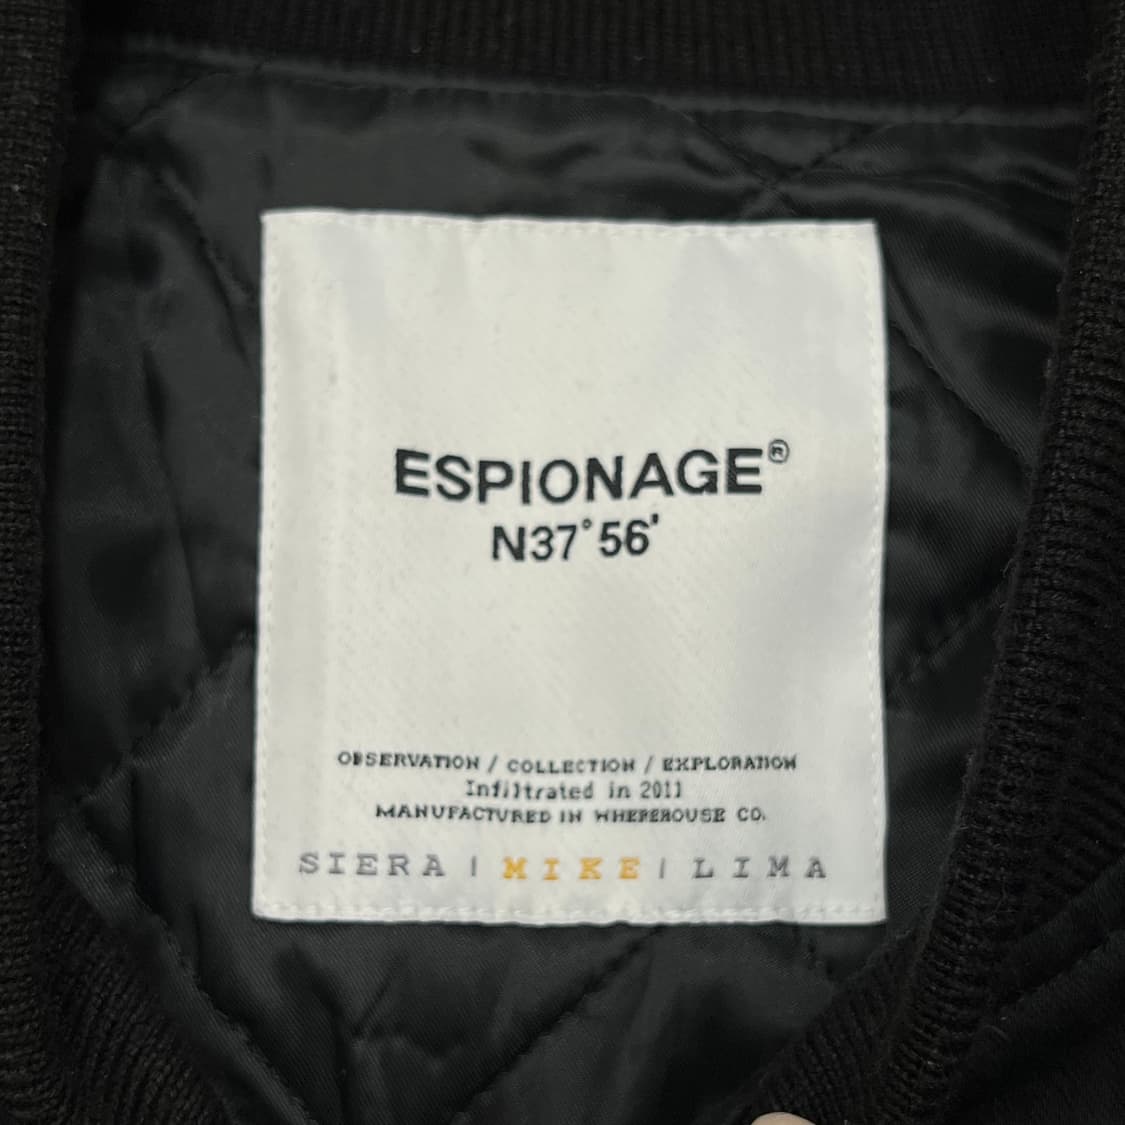 ESPIONAGE®
N37°56'
OBSERVATION / COLLECTION / EXPLORATION
Infiltrated in 2011
MANUFACTURED IN WHEREHOUSE CO.
SIERA | MIKE | LIMA